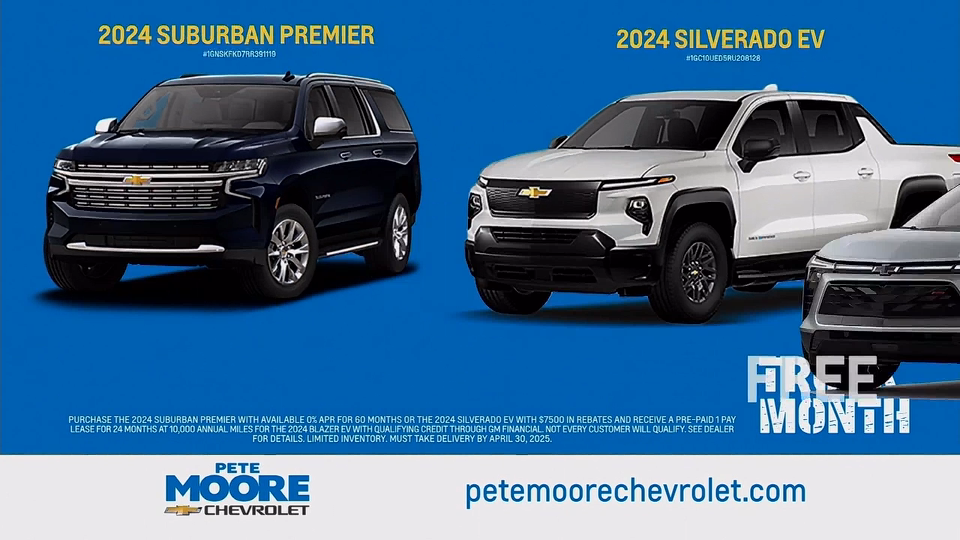 2024 SUBURBAN PREMIER
#1GNSKFKD7RR391119
2024 SILVERADO EV
#1GC10UED5RU208128
FREE
MONTH
PURCHASE THE 2024 SUBURBAN PREMIER WITH AVAILABLE 0% APR FOR 60 MONTHS OR THE 2024 SILVERADO EV WITH $7500 IN REBATES AND RECEIVE A PRE-PAID 1 PAY
LEASE FOR 24 MONTHS AT 10,000 ANNUAL MILES FOR THE 2024 BLAZER EV WITH QUALIFYING CREDIT THROUGH GM FINANCIAL. NOT EVERY CUSTOMER WILL QUALIFY. SEE DEALER
FOR DETAILS. LIMITED INVENTORY. MUST TAKE DELIVERY BY APRIL 30, 2025.
PETE
MOORE
CHEVROLET
petemoorechevrolet.com